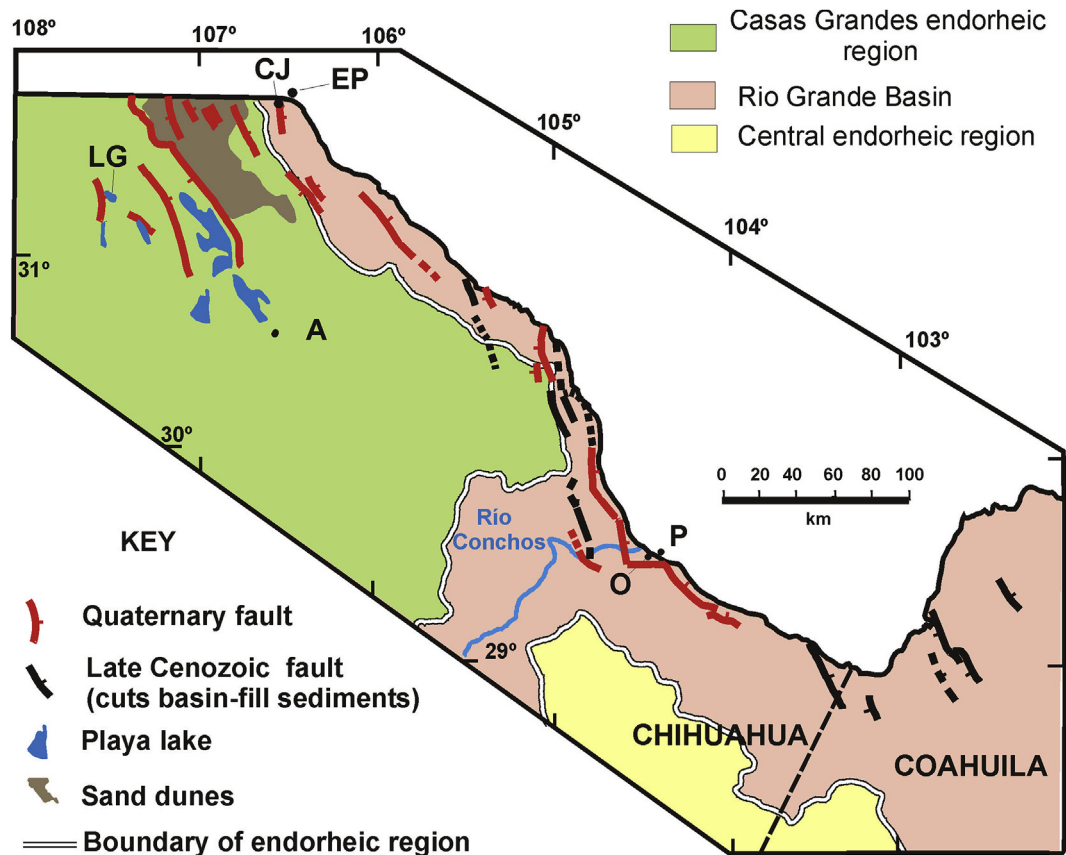 108º
107º
106º
CJ
EP
Casas Grandes endorheic
region
Rio Grande Basin
Central endorheic region
105º
LG
104º
31º
A
103º
30º
0 20 40 60 80 100
km
Río
Conchos
KEY
P
O
Quaternary fault
29º
Late Cenozoic fault
(cuts basin-fill sediments)
CHIHUAHUA
Playa lake
COAHUILA
Sand dunes
Boundary of endorheic region